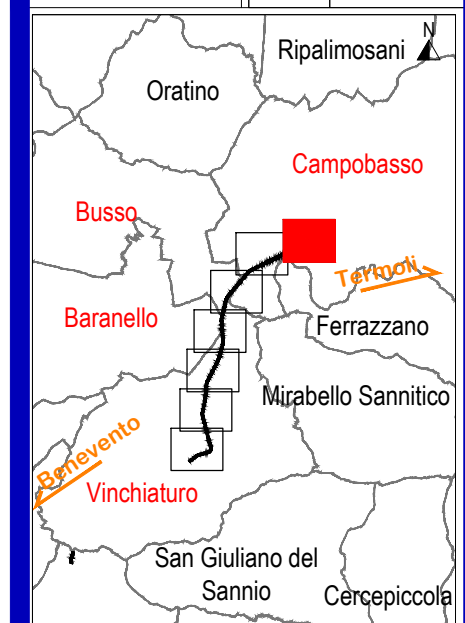 N
Ripalimosani
Oratino
Campobasso
Busso
Termoli
Baranello
Ferrazzano
Mirabello Sannitico
Benevento
Vinchiaturo
San Giuliano del
Sannio
Cercepiccola